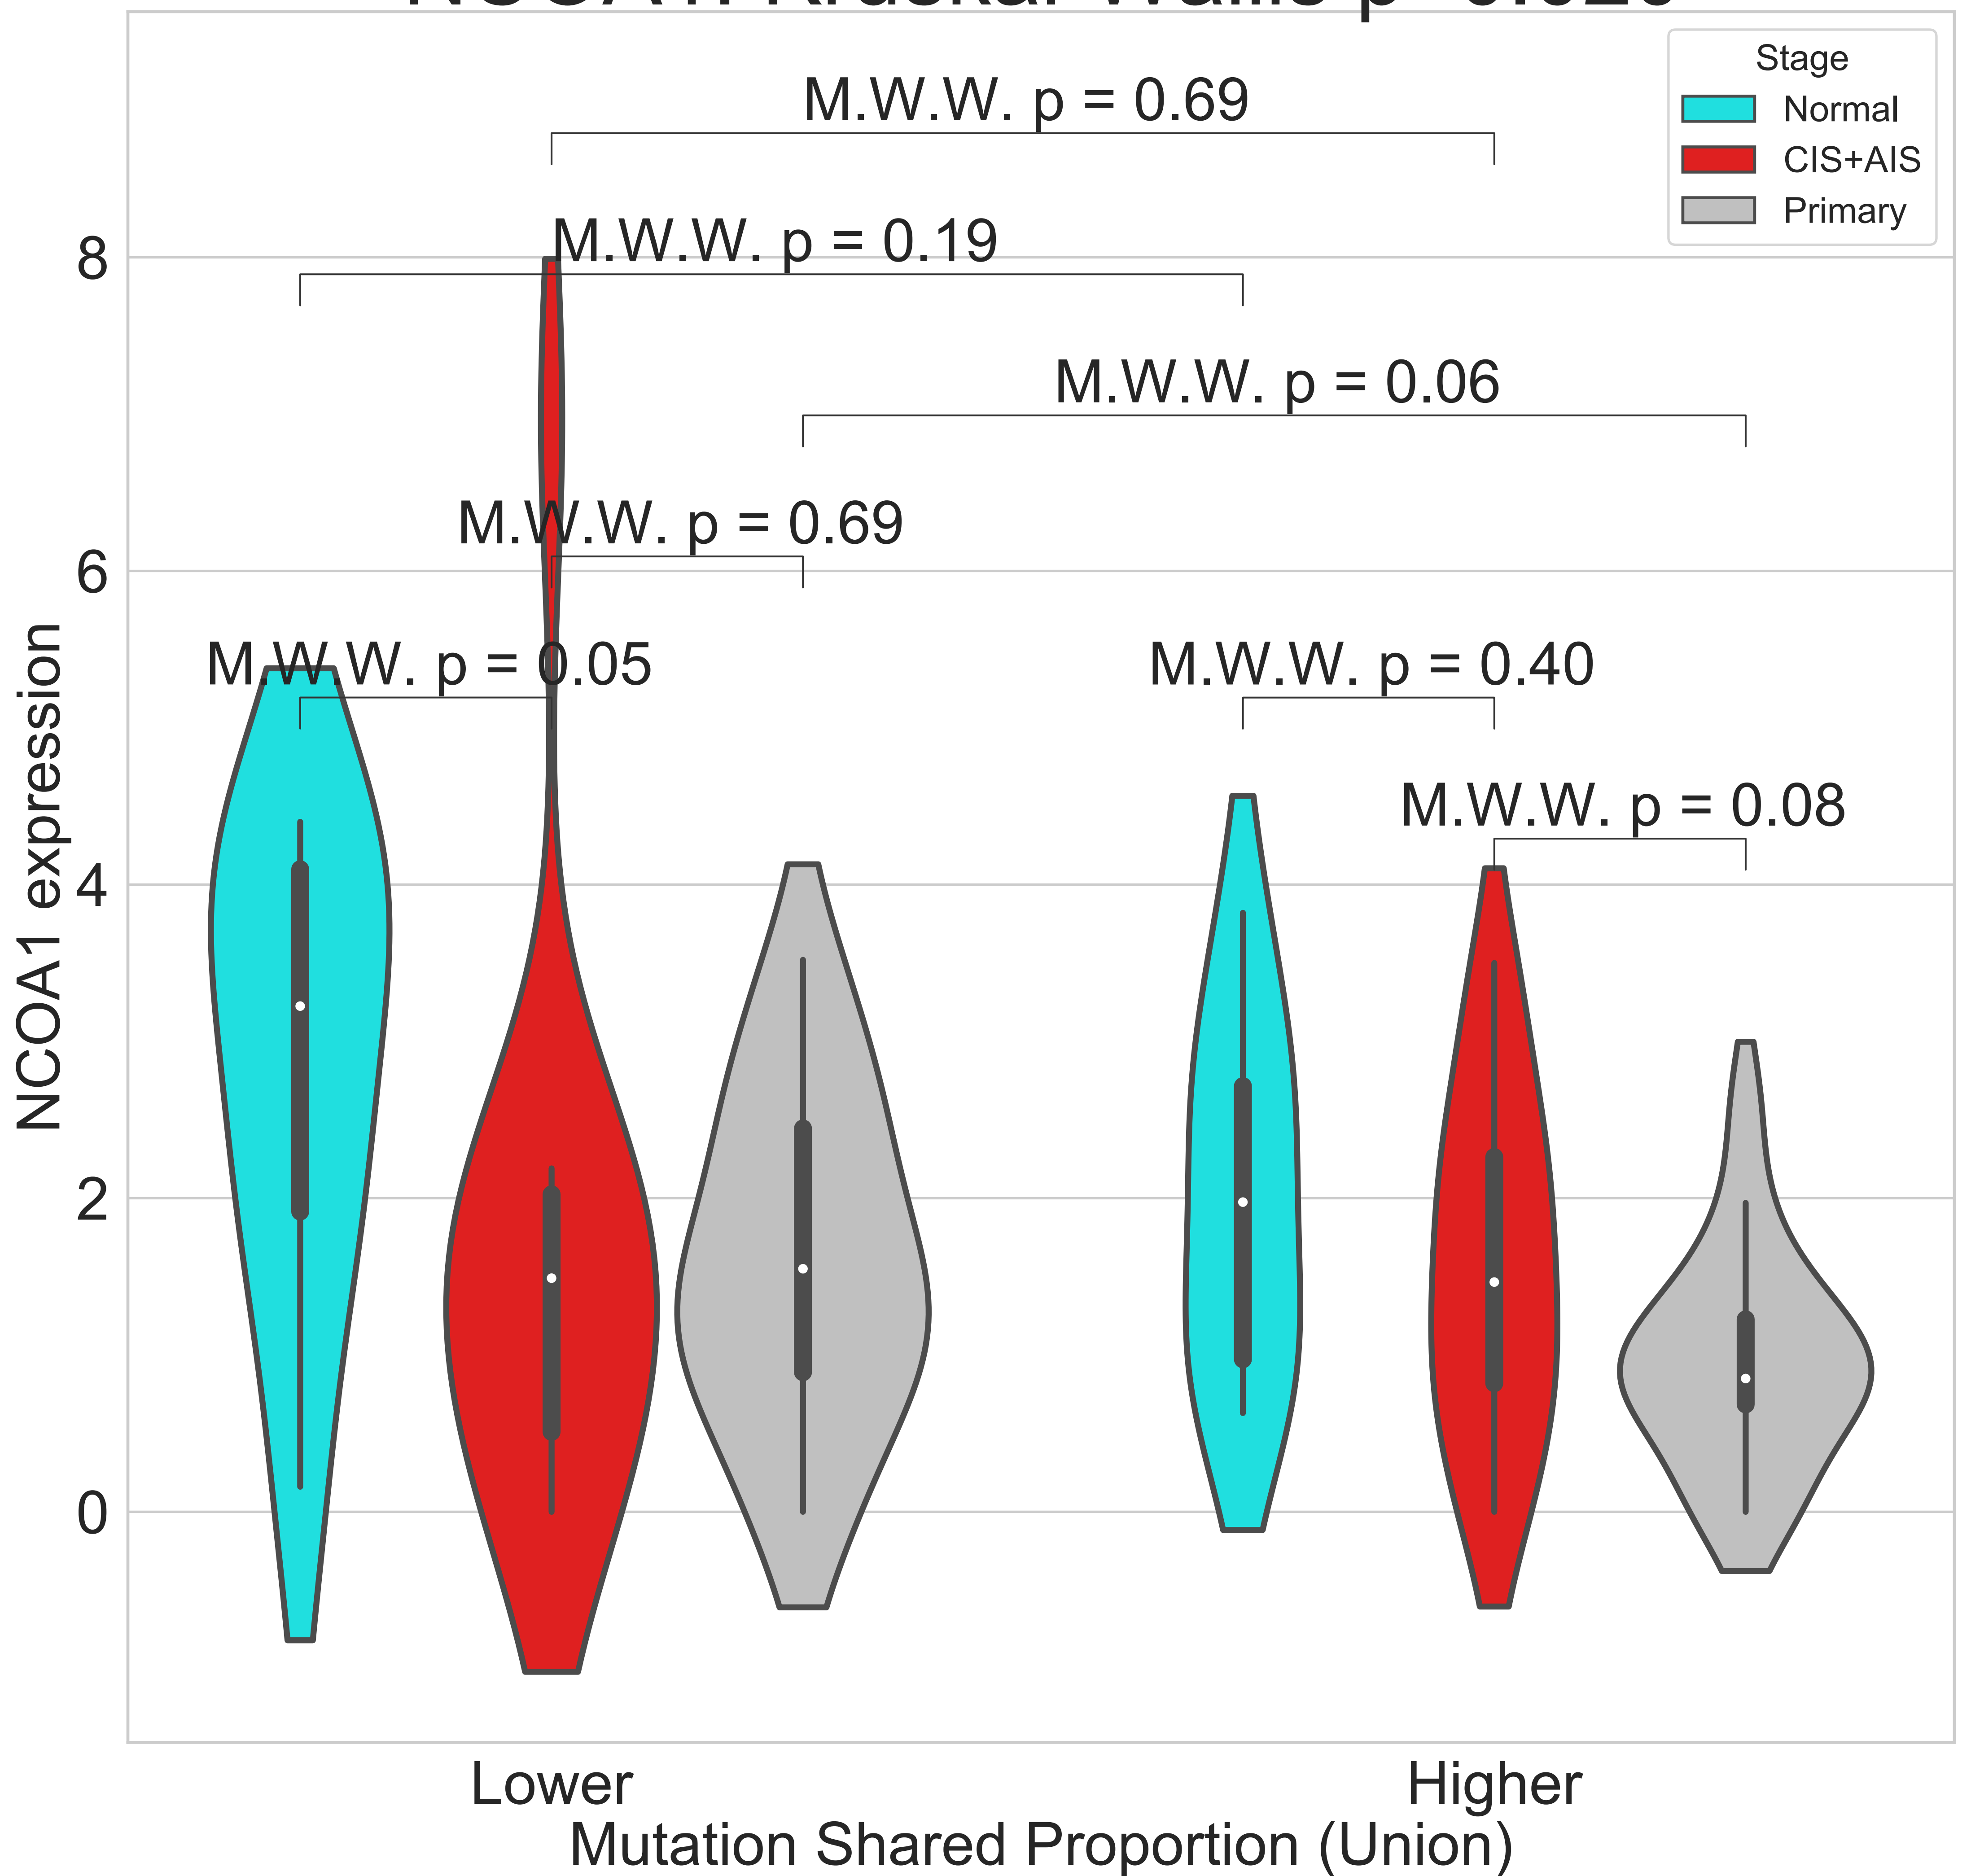 Stage
Normal
CIS+AIS
Primary
M.W.W. p = 0.69
M.W.W. p = 0.19
M.W.W. p = 0.06
M.W.W. p = 0.69
M.W.W. p = 0.05
M.W.W. p = 0.40
M.W.W. p = 0.08
8
6
4
2
0
NCOA1 expression
Lower
Higher
Mutation Shared Proportion (Union)